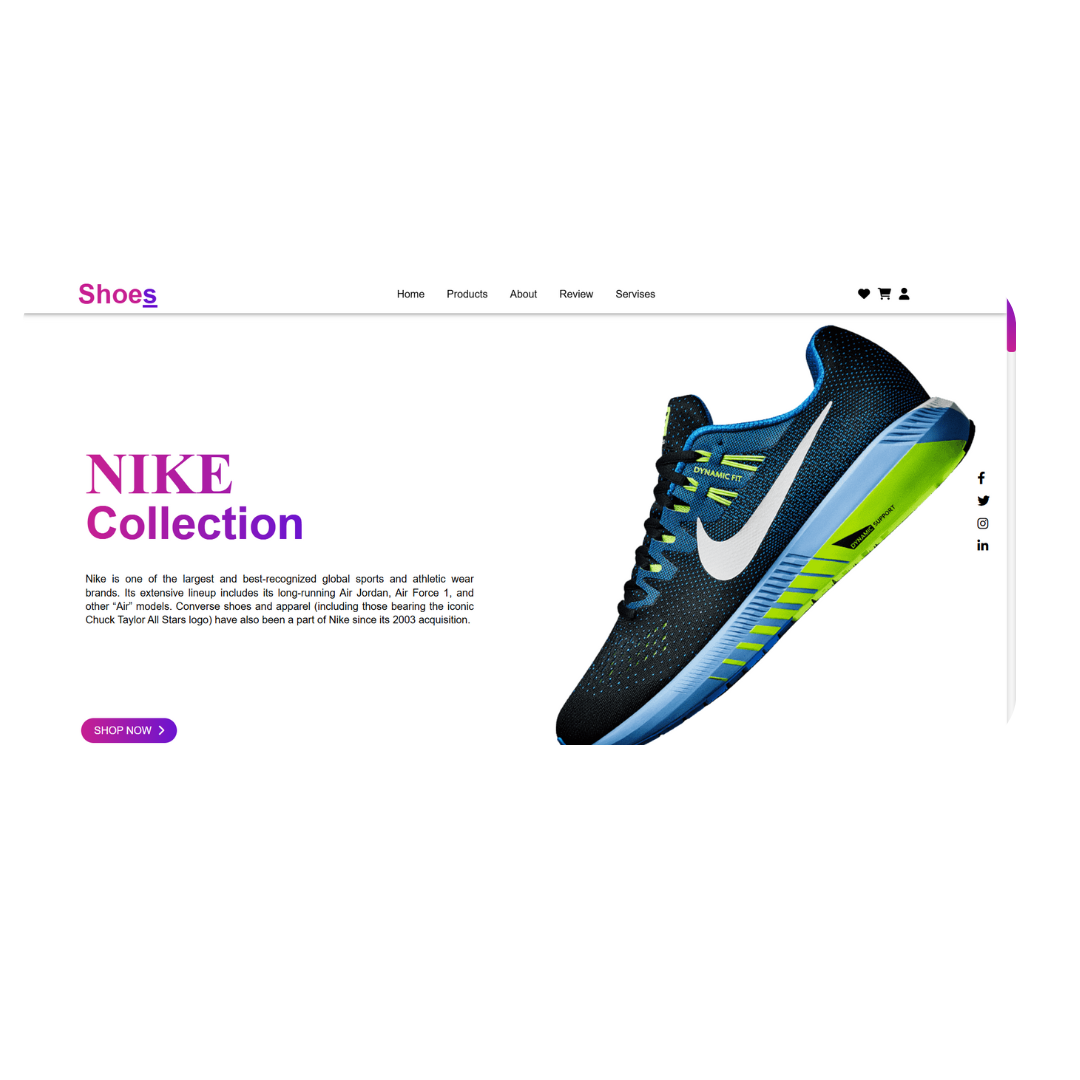 Shoes
Home Products About Review Servises
NIKE
Collection
DYNAMIC FIT
DYNAMIC SUPPORT
Nike is one of the largest and best-recognized global sports and athletic wear
brands. Its extensive lineup includes its long-running Air Jordan, Air Force 1, and
other “Air” models. Converse shoes and apparel (including those bearing the iconic
Chuck Taylor All Stars logo) have also been a part of Nike since its 2003 acquisition.
SHOP NOW